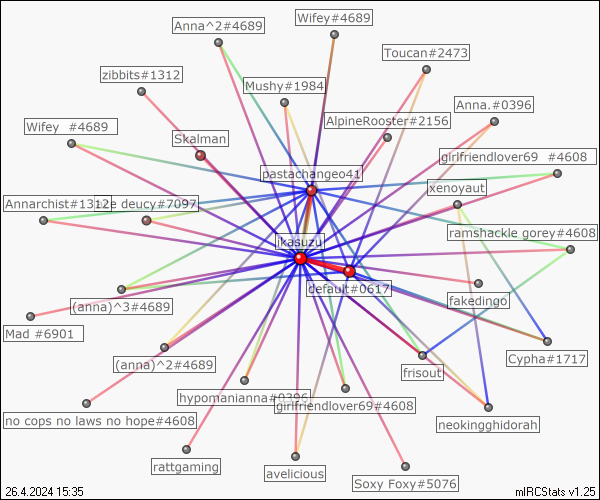 Wifey#4689
Anna^2#4689
Toucan#2473
zibbits#1312
Mushy#1984
Anna.#0396
AlpineRooster#2156
Wifey #4689
Skalman
girlfriendlover69 #4608
pastachangeo41
xenoyaut
Annarchist#1312
deucy#7097
ramshackle gorey#4608
ikasuzu
default#0617
(anna)^3#4689
fakedingo
Mad #6901
Cypha#1717
(anna)^2#4689
frisout
hypomanianna#0396
girlfriendlover69#4608
no cops no laws no hope#4608
neokingghidorah
rattgaming
avelicious
Soxy Foxy#5076
26.4.2024 15:35
mIRCStats v1.25